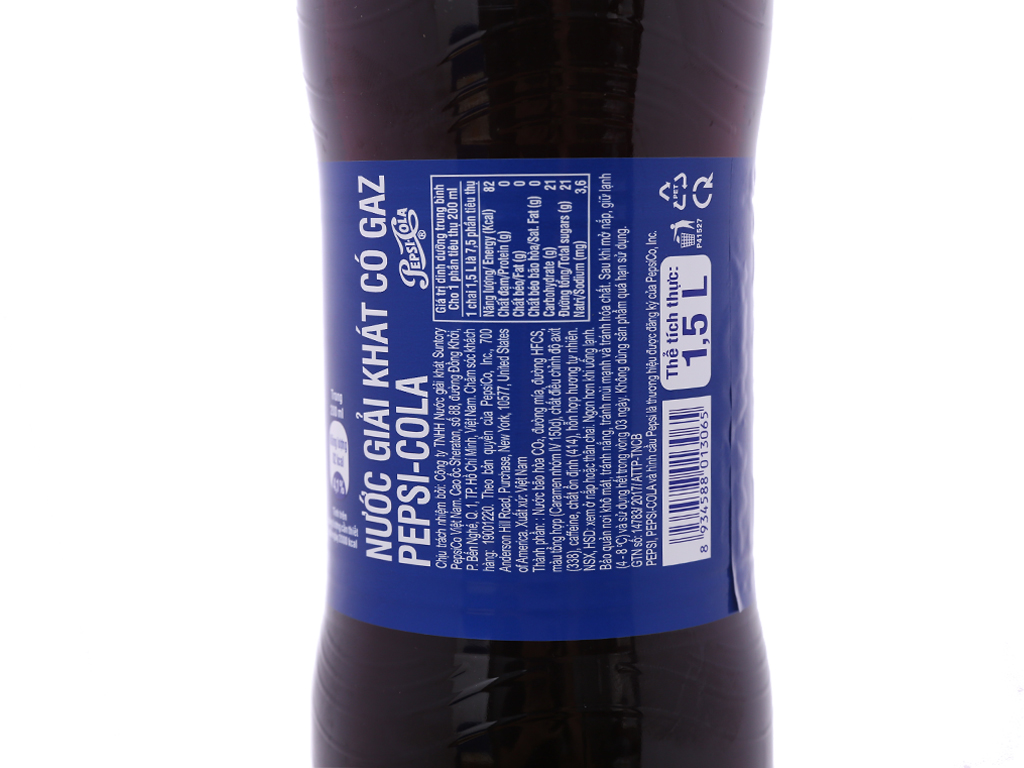 NƯỚC GIẢI KHÁT CÓ GAZ
PEPSI-COLA
PEPSI-COLA
®
Chịu trách nhiệm bởi: Công ty TNHH Nước giải khát Suntory
PepsiCo Việt Nam. Cao ốc Sheraton, số 88, đường Đồng Khởi,
P. Bến Nghé, Q. 1, TP. Hồ Chí Minh, Việt Nam. Chăm sóc khách
hàng: 19001220. Theo bản quyền của PepsiCo, Inc, 700
Anderson Hill Road, Purchase, New York, 10577, United States
of America. Xuất xứ: Việt Nam
Thành phần: : Nước bão hòa CO₂, đường mía, đường HFCS,
màu tổng hợp (Caramen nhóm IV 150d), chất điều chỉnh độ axit
(338), caffeine, chất ổn định (414), hỗn hợp hương tự nhiên.
NSX, HSD: xem ở nắp hoặc thân chai. Ngon hơn khi uống lạnh.
Bảo quản nơi khô mát, tránh nắng, tránh mùi mạnh và tránh hóa chất. Sau khi mở nắp, giữ lạnh
(4 - 8°C) và sử dụng hết trong vòng 03 ngày. Không dùng sản phẩm quá hạn sử dụng.
GTN số: 14783/ 2017/ ATTP-TNCB
PEPSI, PEPSI-COLA và hình cầu Pepsi là thương hiệu được đăng ký của PepsiCo, Inc.
Giá trị dinh dưỡng trung bình
Cho 1 phần tiêu thụ 200 ml
1 chai 1,5 L là 7,5 phần tiêu thụ
Năng lượng/ Energy (Kcal) 82
Chất đạm/Protein (g) 0
Chất béo/Fat (g) 0
Chất béo bão hòa/Sat. Fat (g) 0
Carbohydrate (g) 21
Đường tổng/Total sugars (g) 21
Natri/Sodium (mg) 3,6
8 934588 013065
Thể tích thực:
1,5 L
P41527
PET
CR